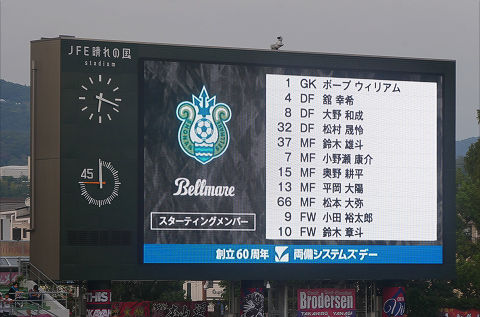 JFE晴れの国
stadium
45
Bellmare
スターティングメンバー
1 GK ポープ ウィリアム
4 DF 舘 幸希
8 DF 大野 和成
32 DF 松村 晟怜
37 MF 鈴木 雄斗
7 MF 小野瀬 康介
15 MF 奥野 耕平
13 MF 平岡 大陽
66 MF 松本 大弥
9 FW 小田 裕太郎
10 FW 鈴木 章斗
創立60周年 両備システムズデー
THIS
Brodersen